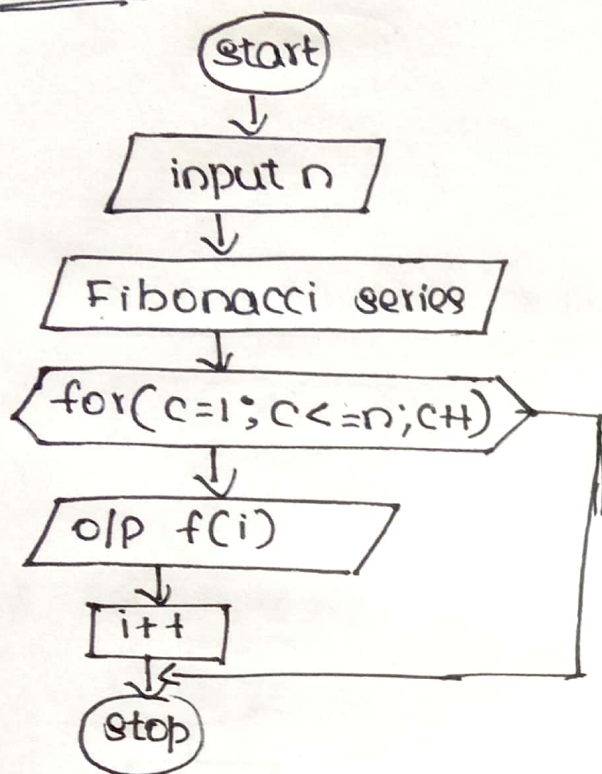 start
input n
Fibonacci series
for(c=1;c<=n;c++)
o/p f(i)
i++
stop